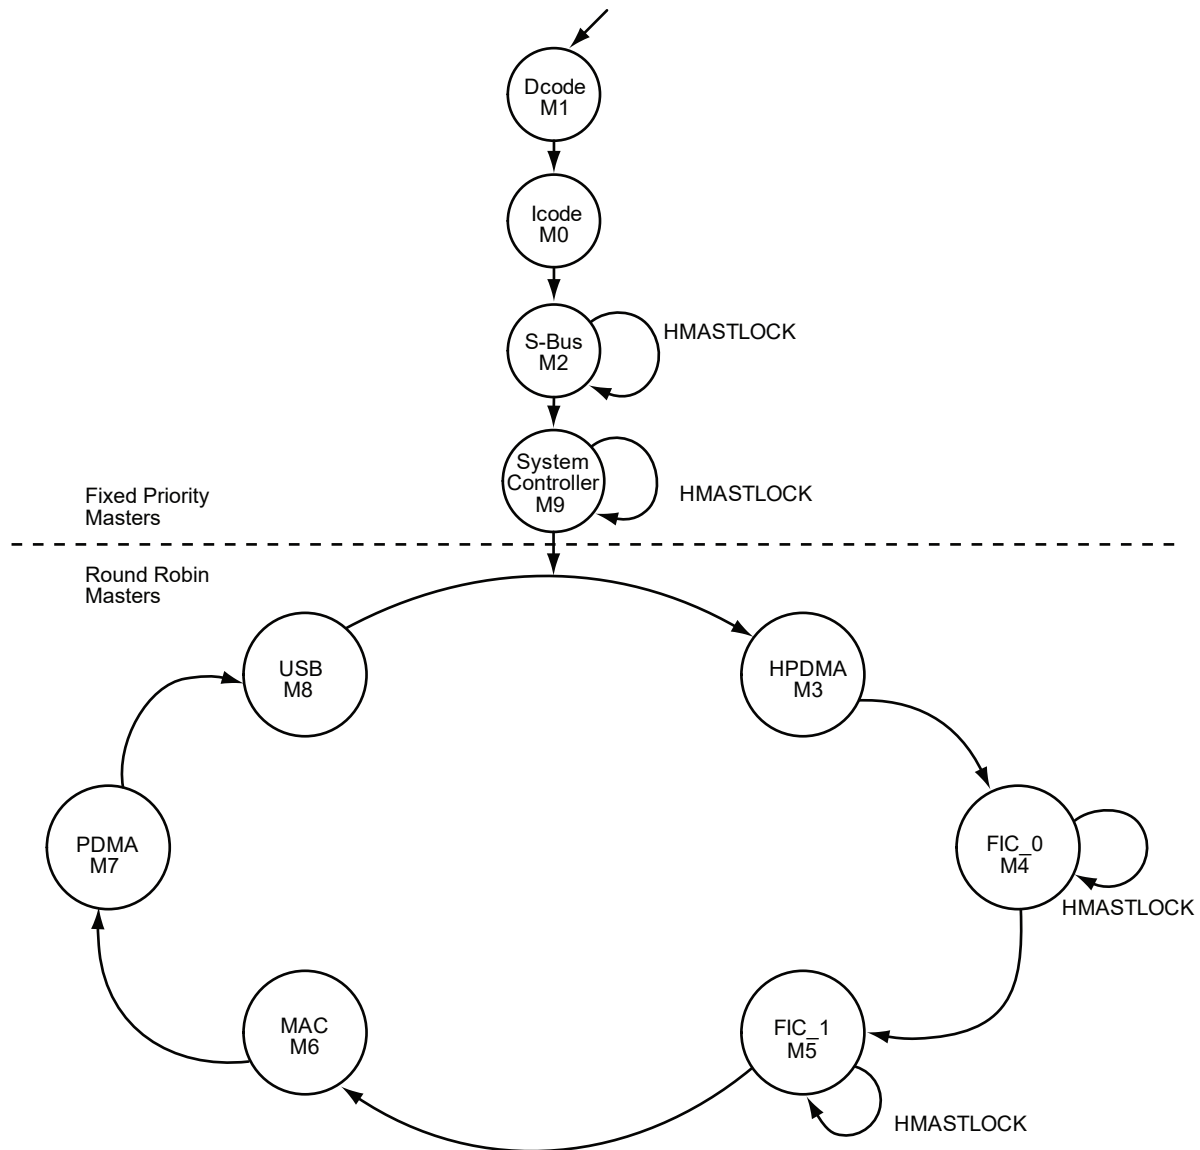 Dcode
M1
Icode
M0
S-Bus
M2
HMASTLOCK
System
Controller
M9
HMASTLOCK
Fixed Priority
Masters
Round Robin
Masters
USB
M8
HPDMA
M3
PDMA
M7
FIC_0
M4
HMASTLOCK
MAC
M6
FIC_1
M5
HMASTLOCK